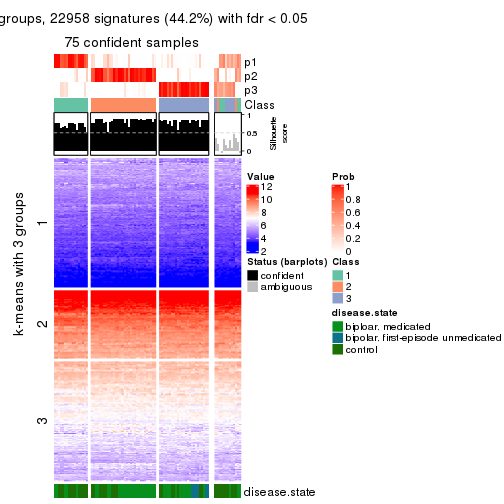 groups, 22958 signatures (44.2%) with fdr < 0.05
75 confident samples
p1
p2
p3
Class
1
0.5
0
Silhouette
score
k-means with 3 groups
1
2
3
Value
12
10
8
6
4
2
Prob
1
0.8
0.6
0.4
0.2
0
Status (barplots)
confident
ambiguous
Class
1
2
3
disease.state
bipolar. medicated
bipolar. first-episode unmedicated
control
disease.state